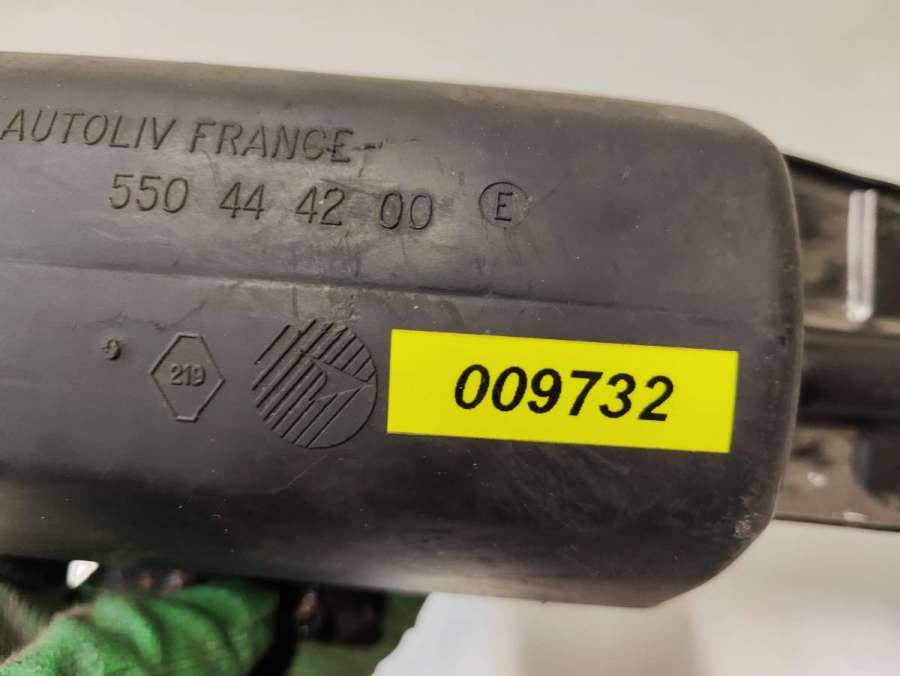 AUTOLIV FRANCE
550 44 42 00 E
219
009732